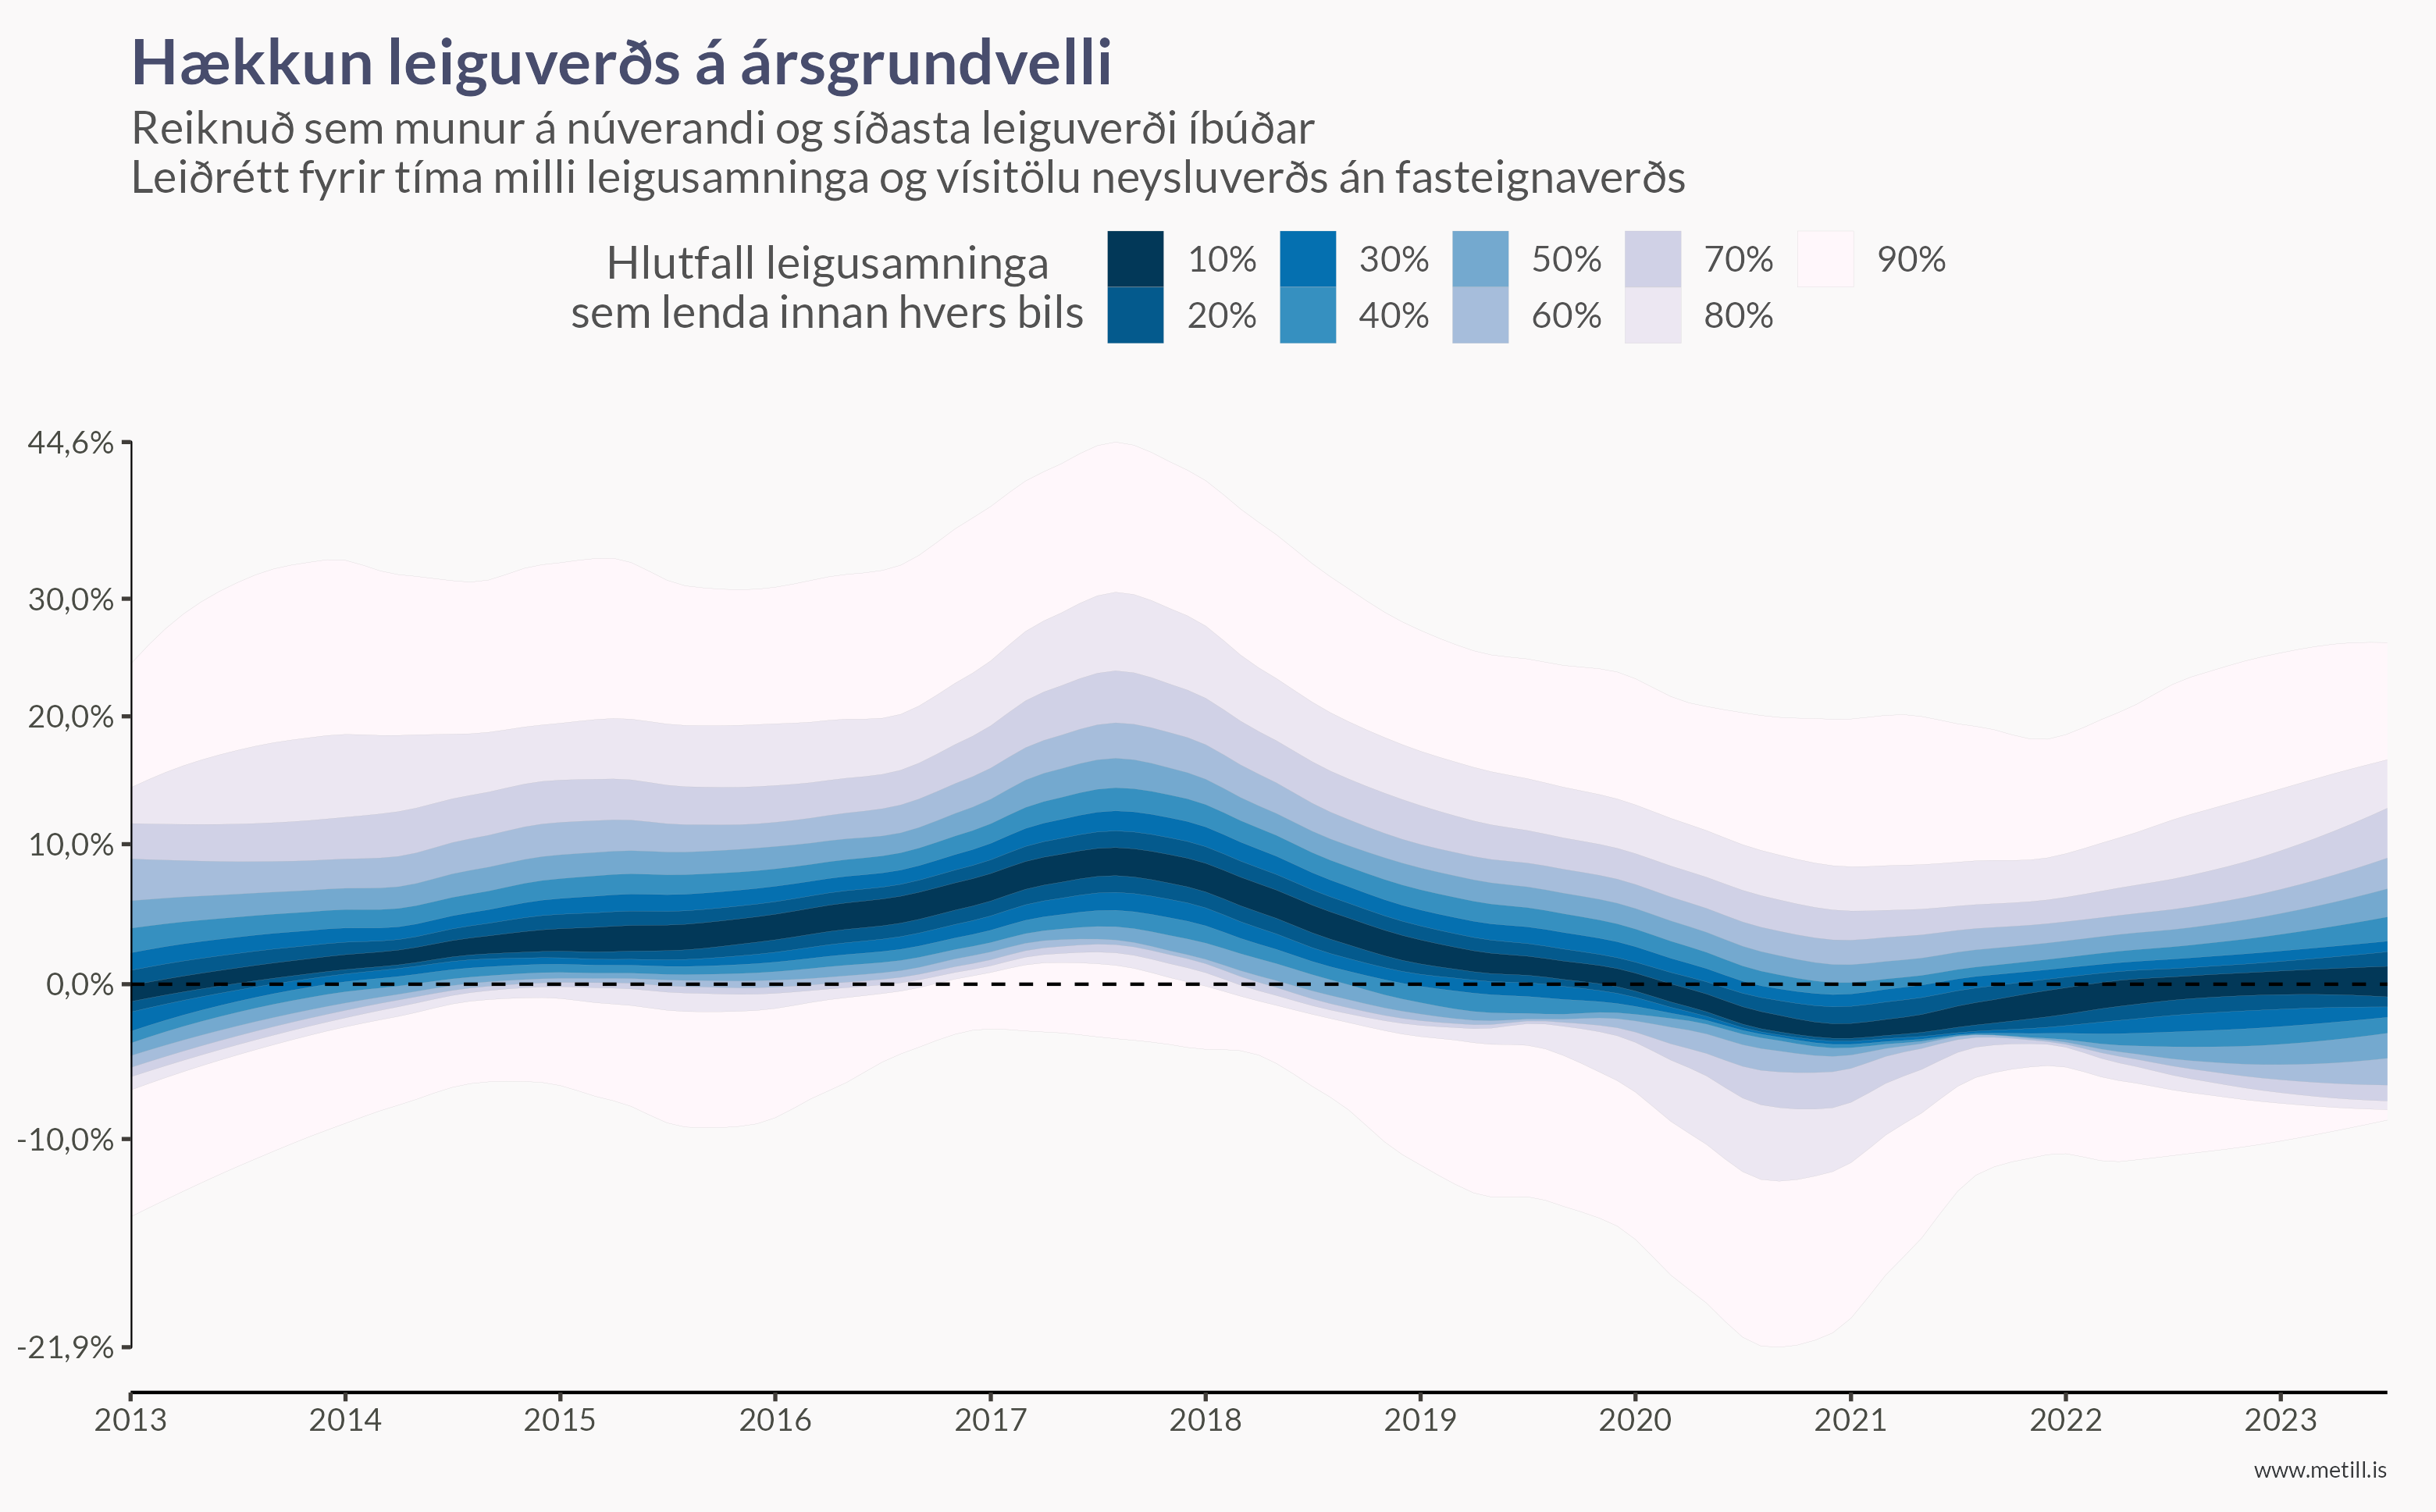 Hækkun leiguverðs á ársgrundvelli
Reiknuð sem munur á núverandi og síðasta leiguverði íbúðar
Leiðrétt fyrir tíma milli leigusamninga og vísitölu neysluverðs án fasteignaverðs
Hlutfall leigusamninga
sem lenda innan hvers bils
10% 30% 50% 70% 90%
20% 40% 60% 80%
44,6%
30,0%
20,0%
10,0%
0,0%
-10,0%
-21,9%
2013 2014 2015 2016 2017 2018 2019 2020 2021 2022 2023
www.metill.is